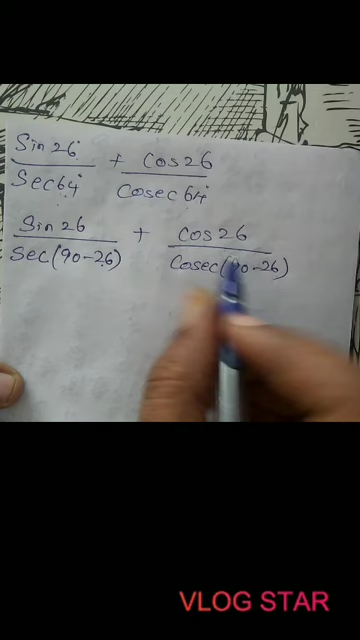 Sin 26° + cos 26
Sec 64° Cosec 64°
Sin 26 + cos 26
Sec (90-26) Cosec (90-26)
VLOG STAR